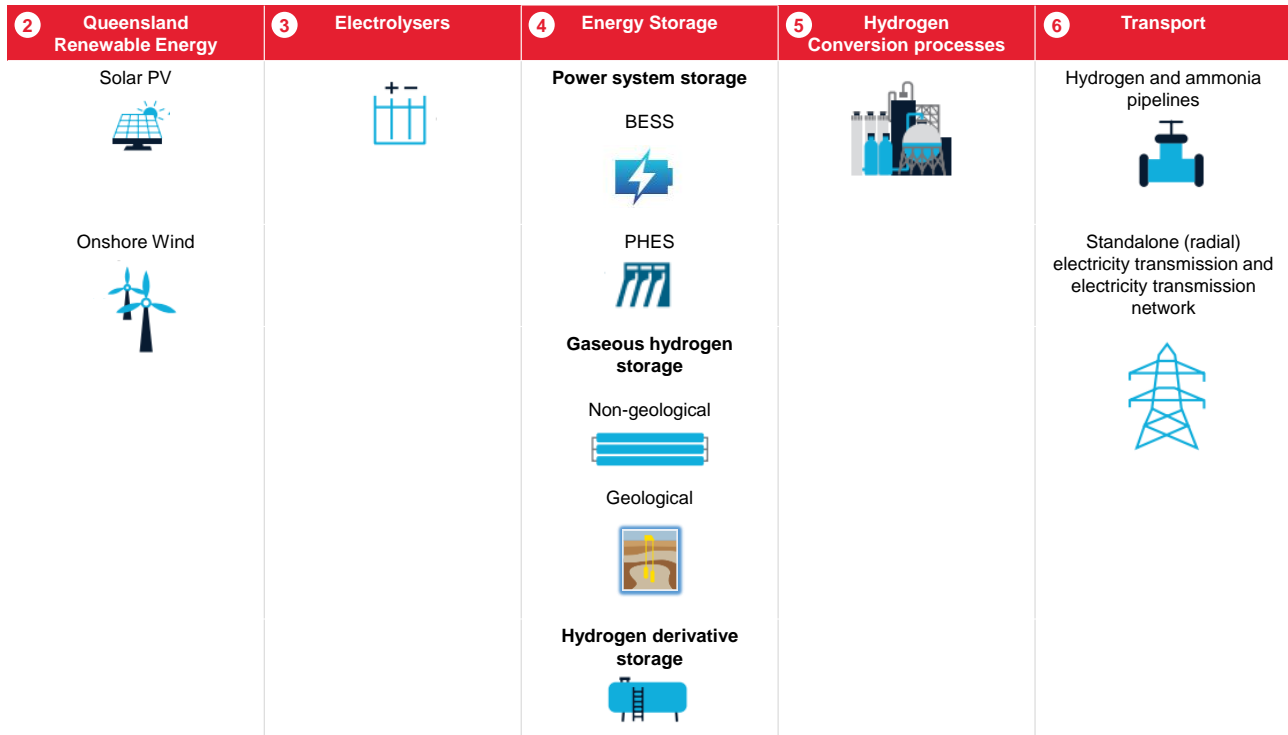 2
Queensland
Renewable Energy
3
Electrolysers
4
Energy Storage
5
Hydrogen
Conversion processes
6
Transport
Solar PV
Onshore Wind
+ −
Power system storage
BESS
PHES
Gaseous hydrogen
storage
Non-geological
Geological
Hydrogen derivative
storage
Hydrogen and ammonia
pipelines
Standalone (radial)
electricity transmission and
electricity transmission
network